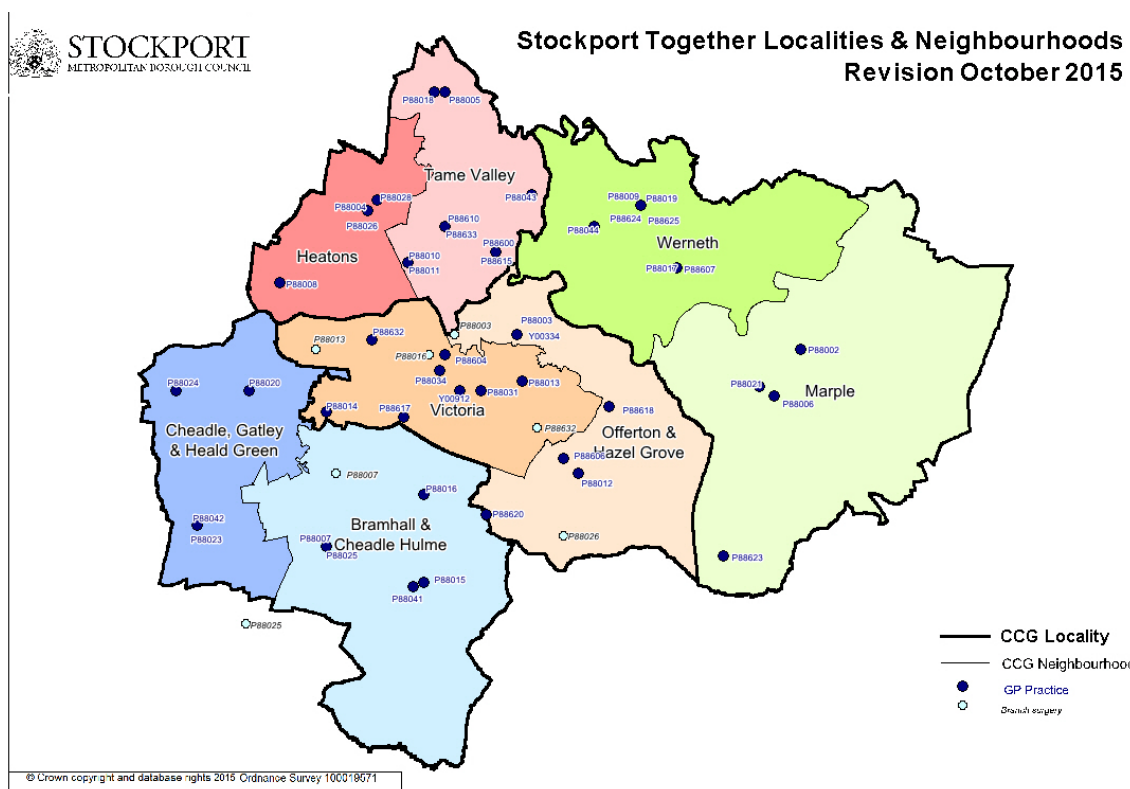 STOCKPORT
METROPOLITAN BOROUGH COUNCIL
Stockport Together Localities & Neighbourhoods
Revision October 2015
P88018
P88005
Tame Valley
P88043
P88028
P88004
P88026
P88610
P88633
P88600
P88615
P88010
P88011
Heatons
P88008
P88009
P88019
P88624
P88625
P88044
Werneth
P88017
P88607
P88003
P88003
Y00334
P88013
P88632
P88016
P88604
P88034
P88013
P88031
Y00912
Victoria
P88014
P88617
P88632
P88002
P88021
P88006
Marple
P88024
P88020
Cheadle, Gatley
& Heald Green
P88618
Offerton &
Hazel Grove
P88606
P88012
P88007
P88016
P88620
P88026
P88042
P88023
Bramhall &
Cheadle Hulme
P88007
P88025
P88015
P88041
P88623
P88025
CCG Locality
CCG Neighbourhoo
GP Practice
Branch surgery
© Crown copyright and database rights 2015 Ordnance Survey 100019571